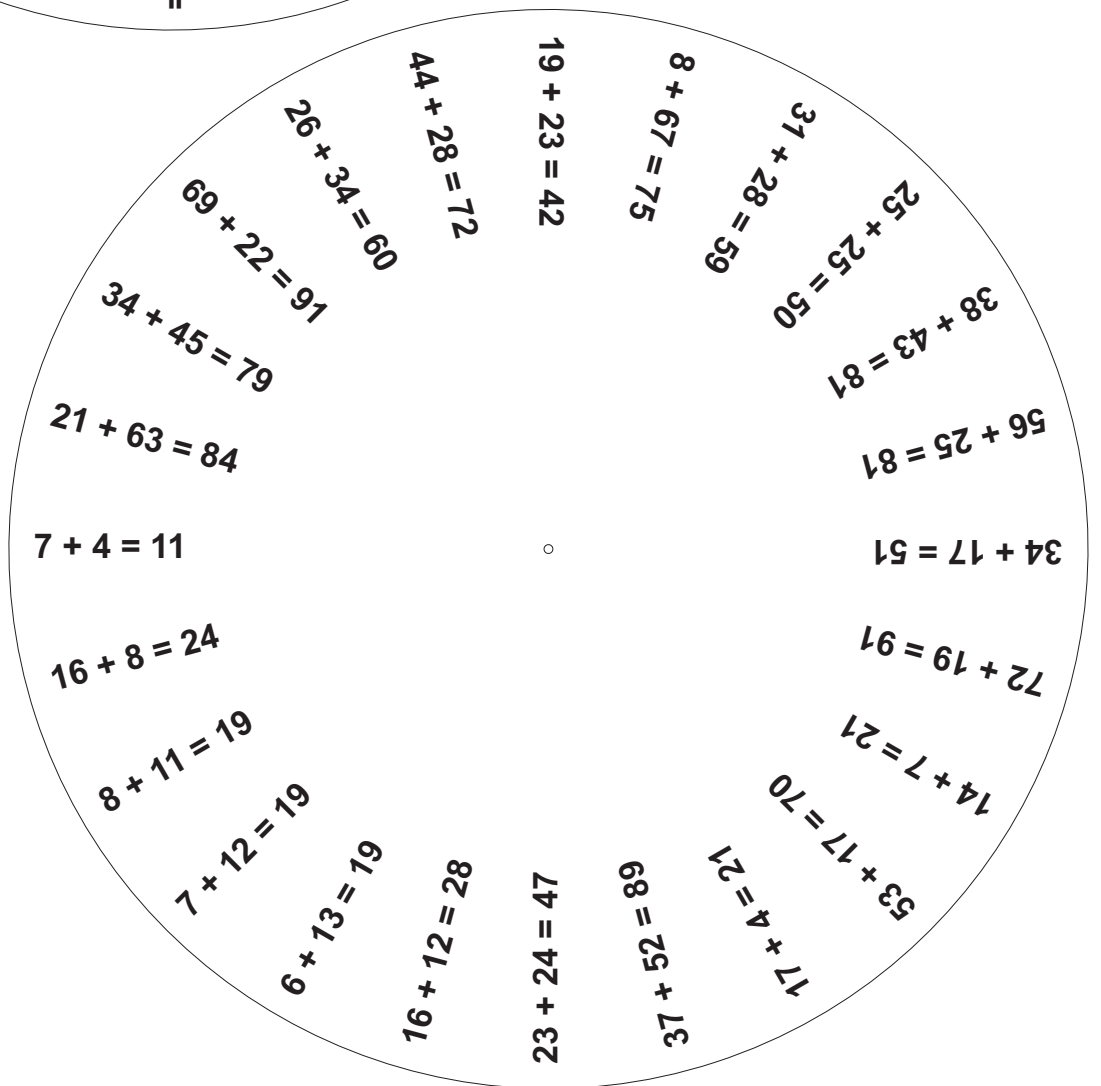 19 + 23 = 42
8 + 67 = 75
31 + 28 = 59
25 + 25 = 50
38 + 43 = 81
56 + 25 = 81
34 + 17 = 51
72 + 19 = 91
14 + 7 = 21
53 + 17 = 70
17 + 4 = 21
37 + 52 = 89
23 + 24 = 47
16 + 12 = 28
6 + 13 = 19
7 + 12 = 19
8 + 11 = 19
16 + 8 = 24
7 + 4 = 11
21 + 63 = 84
34 + 45 = 79
69 + 22 = 91
26 + 34 = 60
44 + 28 = 72